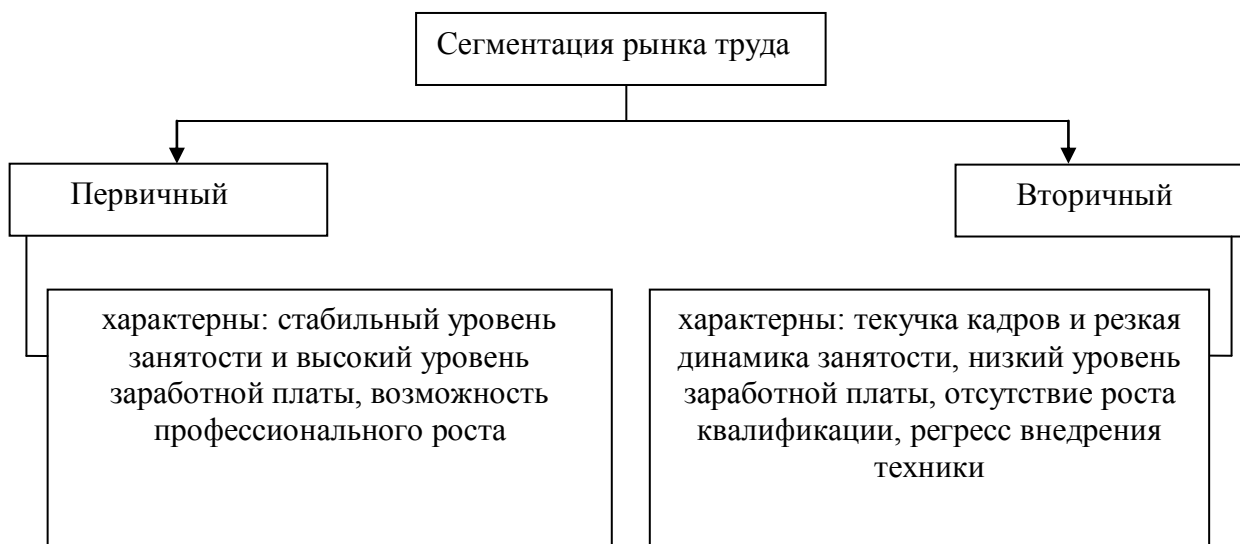 Сегментация рынка труда
Первичный
Вторичный
характерны: стабильный уровень
занятости и высокий уровень
заработной платы, возможность
профессионального роста
характерны: текучка кадров и резкая
динамика занятости, низкий уровень
заработной платы, отсутствие роста
квалификации, регресс внедрения
техники